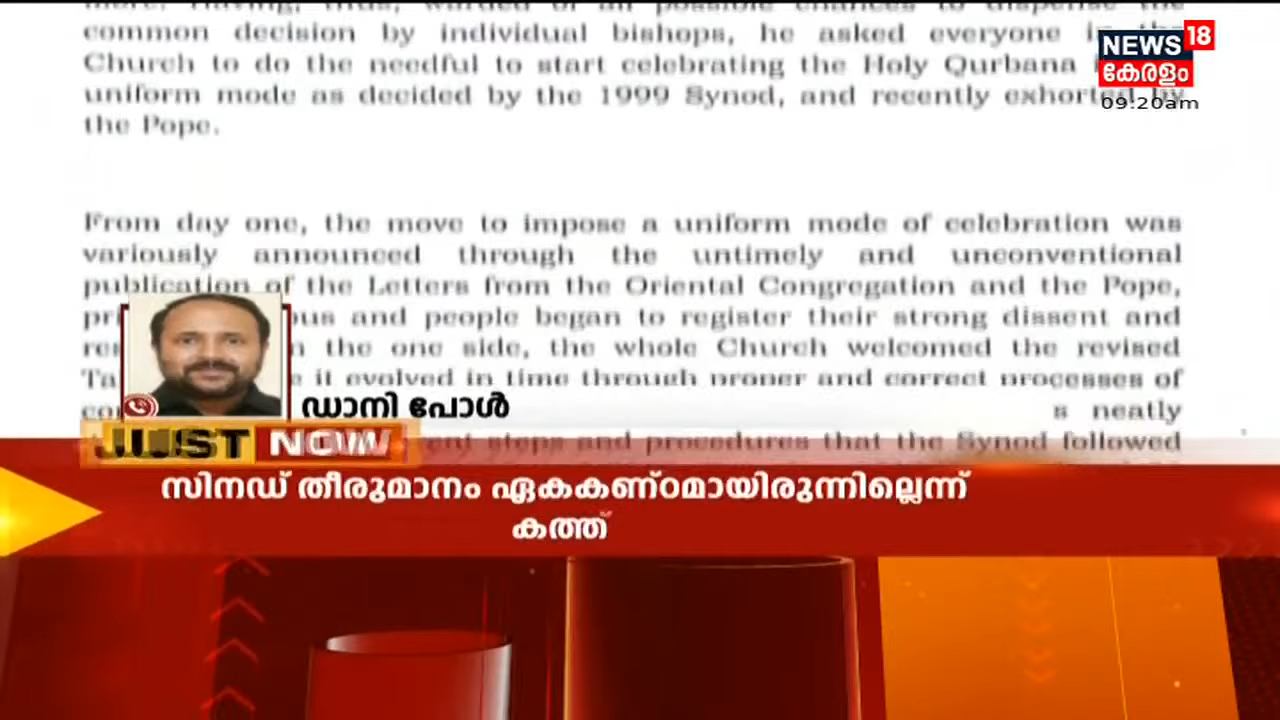 common decision by individual bishops, he asked everyone in the
Church to do the needful to start celebrating the Holy Qurbana
uniform mode as decided by the 1999 Synod, and recently exhorted by
the Pope.
NEWS 18
കേരളം
09:20am
From day one, the move to impose a uniform mode of celebration was
variously announced through the untimely and unconventional
publication of the Letters from the Oriental Congregation and the Pope,
and people began to register their strong dissent and
the one side, the whole Church welcomed the revised
it evolved in time through proper and correct processes of
neatly
steps and procedures that the Synod followed
ഡാനി പോൾ
JUST NOW
സിനഡ് തീരുമാനം ഏകകണ്ഠമായിരുന്നില്ലെന്ന്
കത്ത്